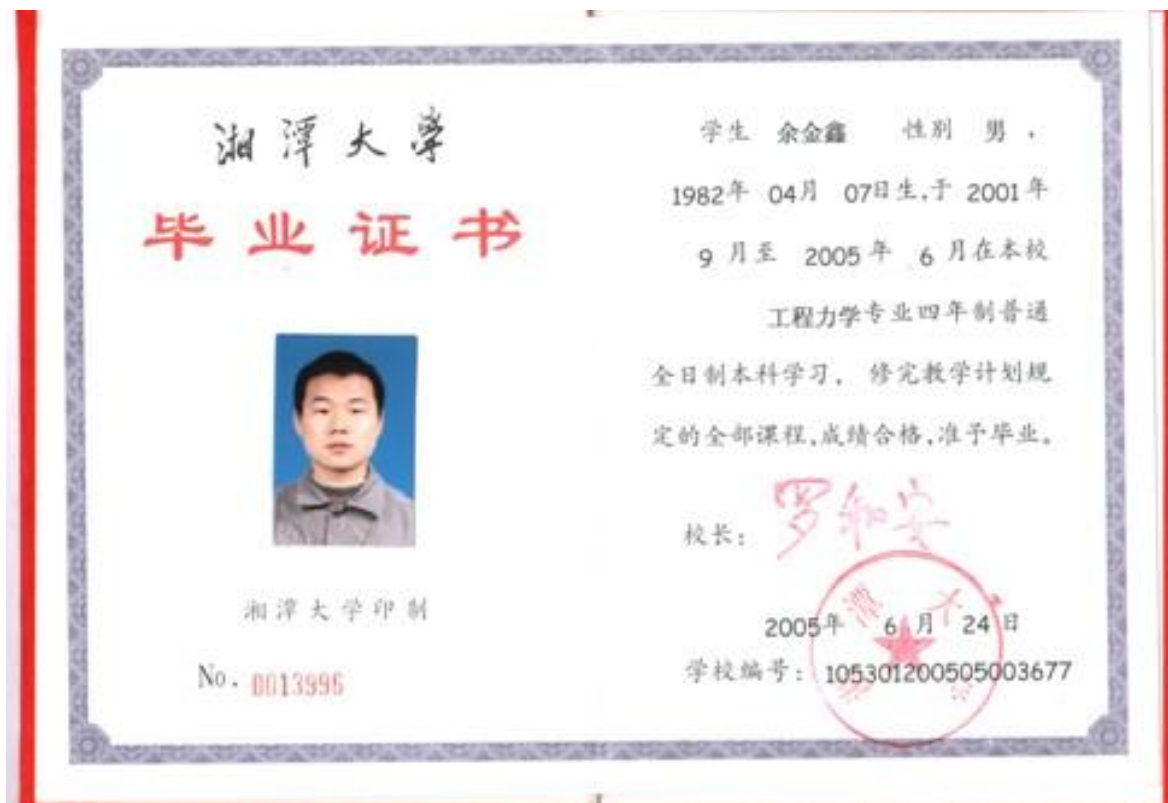 湘潭大学
毕业证书
湘潭大学印制
No. 0013996
学生 余金鑫 性别 男，
1982年 04月 07日生,于 2001年
9 月至 2005年 6 月在本校
工程力学专业四年制普通
全日制本科学习， 修完教学计划规
定的全部课程,成绩合格,准予毕业。
校长： 罗和安
2005年 6月 24日
学校编号： 105301200505003677